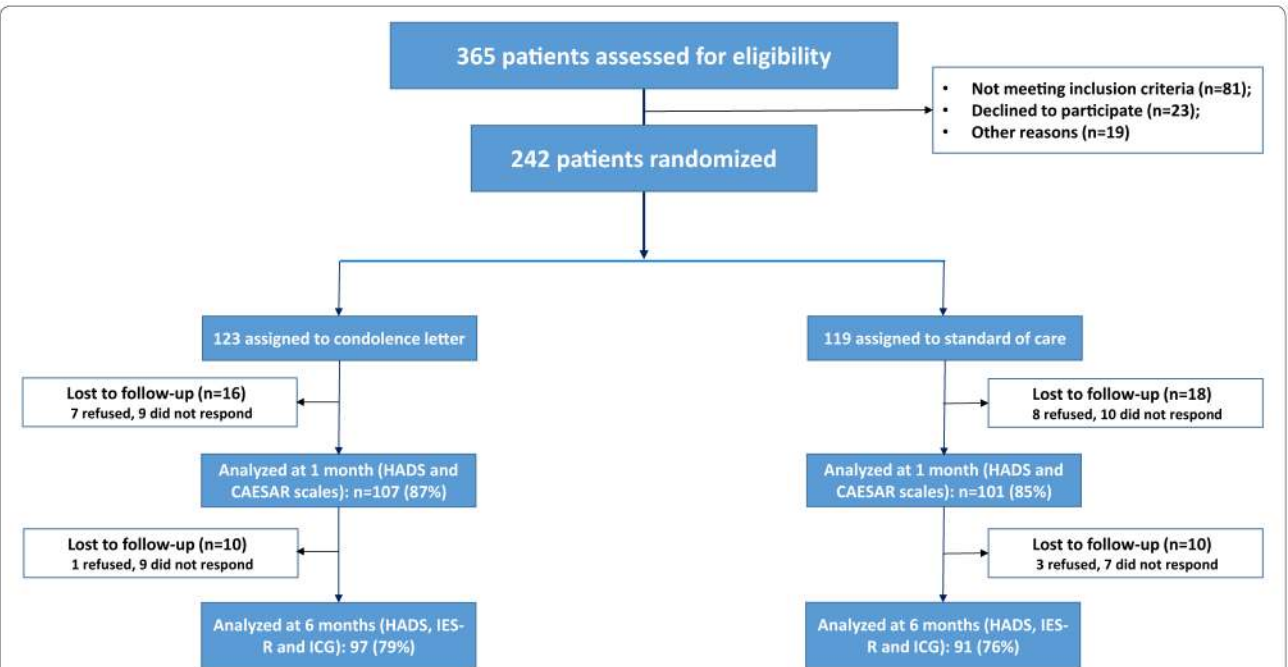 365 patients assessed for eligibility
• Not meeting inclusion criteria (n=81);
• Declined to participate (n=23);
• Other reasons (n=19)
242 patients randomized
123 assigned to condolence letter
119 assigned to standard of care
Lost to follow-up (n=16)
7 refused, 9 did not respond
Lost to follow-up (n=18)
8 refused, 10 did not respond
Analyzed at 1 month (HADS and
CAESAR scales): n=107 (87%)
Analyzed at 1 month (HADS and
CAESAR scales): n=101 (85%)
Lost to follow-up (n=10)
1 refused, 9 did not respond
Lost to follow-up (n=10)
3 refused, 7 did not respond
Analyzed at 6 months (HADS, IES-
R and ICG): 97 (79%)
Analyzed at 6 months (HADS, IES-
R and ICG): 91 (76%)